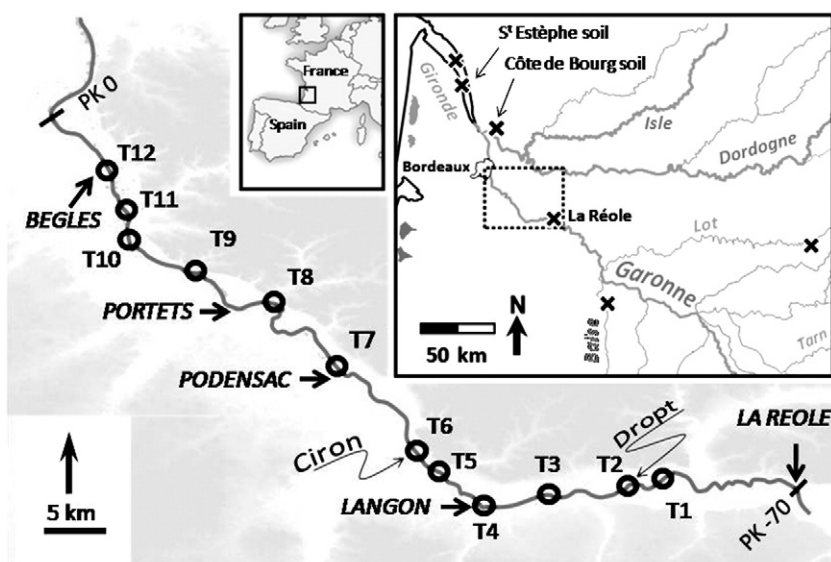 PK 0
T12
BEGLES
T11
T10
T9
PORTETS
T8
T7
PODENSAC
T6
Ciron
T5
LANGON
T4
T3
T2
Dropt
T1
LA REOLE
PK -70
5 km
France
Spain
Sᵗ Estèphe soil
Côte de Bourg soil
Gironde
Isle
Dordogne
Bordeaux
La Réole
Lot
Garonne
N
50 km
Baïse
Tarn